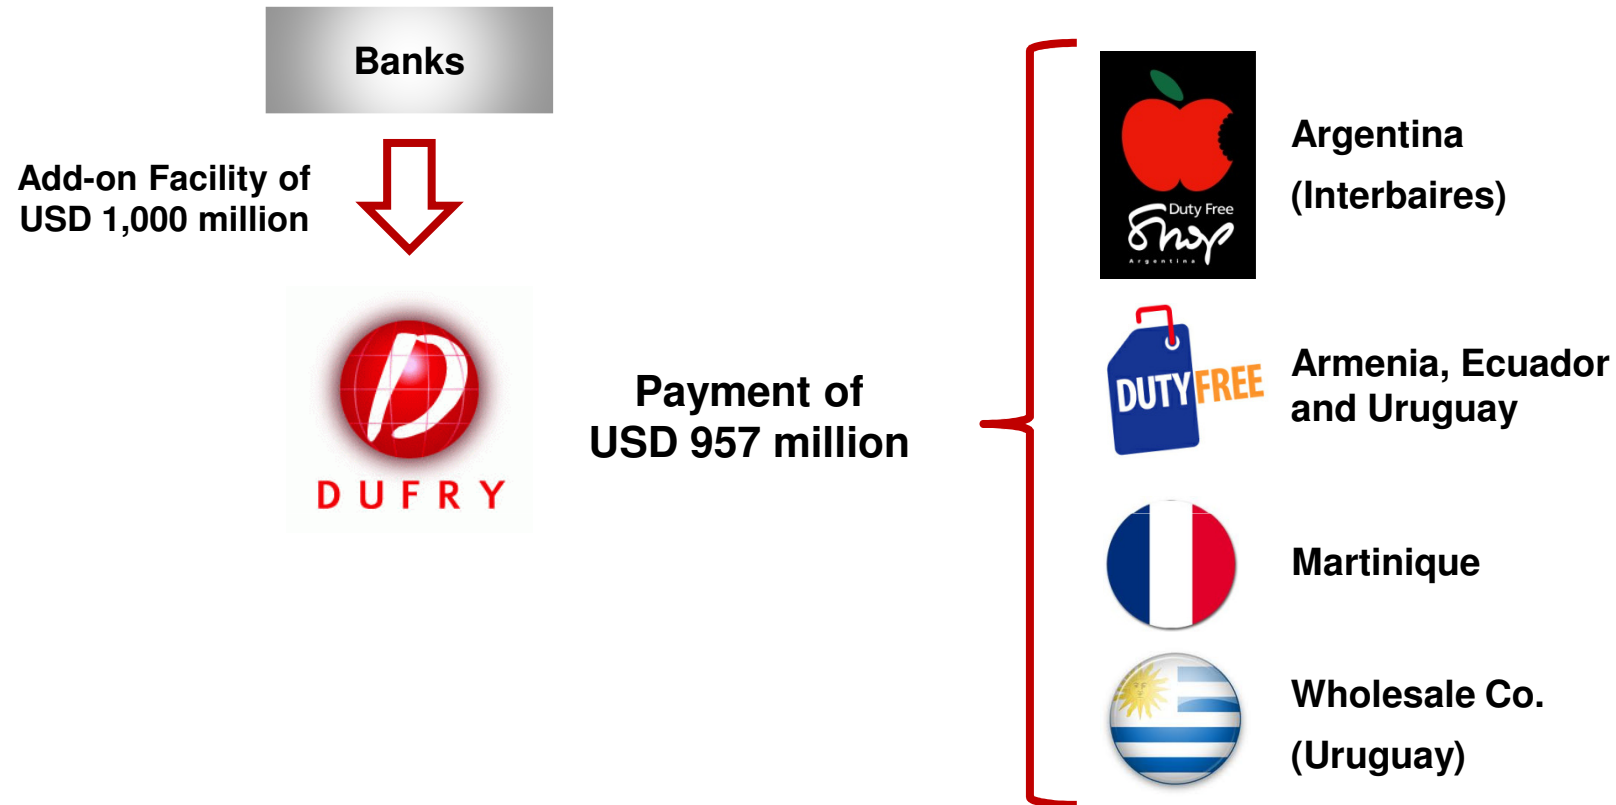 Banks
Add-on Facility of
USD 1,000 million
DUFRY
Payment of
USD 957 million
Duty Free
Shop
Argentina
Argentina
(Interbaires)
DUTY FREE
Armenia, Ecuador
and Uruguay
Martinique
Wholesale Co.
(Uruguay)